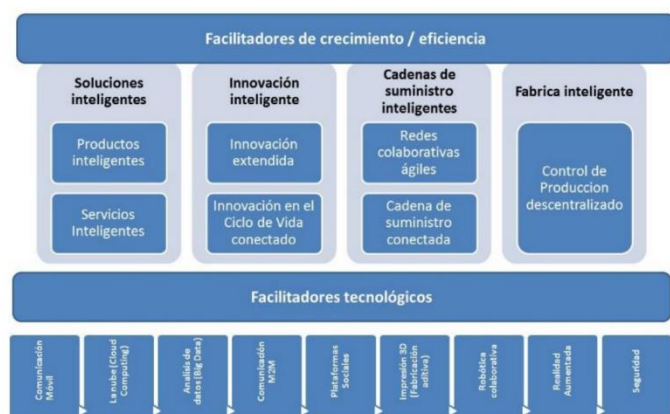 Facilitadores de crecimiento / eficiencia
Soluciones
inteligentes
Productos
inteligentes
Servicios
Inteligentes
Innovación
inteligente
Innovación
extendida
Innovación en el
Ciclo de Vida
conectado
Cadenas de
suministro
inteligentes
Redes
colaborativas
ágiles
Cadena de
suministro
conectada
Fabrica inteligente
Control de
Produccion
descentralizado
Facilitadores tecnológicos
Comunicación
Móvil
La nube (Cloud
Computing)
Analisis de
datos (Big Data)
Comunicación
M2M
Plataformas
Sociales
Impresión 3D
(Fabricación
aditiva)
Robótica
colaborativa
Realidad
Aumentada
Seguridad